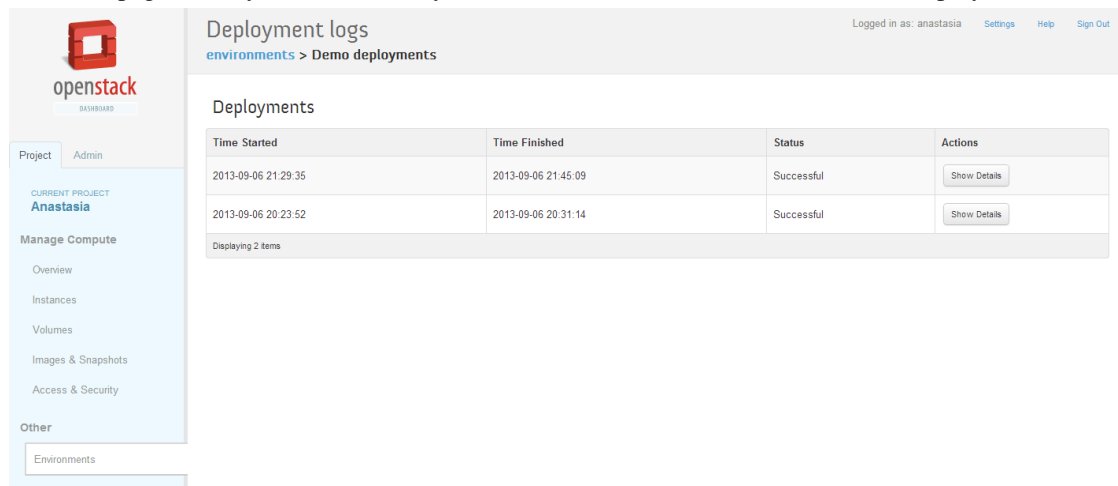 openstack
DASHBOARD
Project Admin
CURRENT PROJECT
Anastasia
Manage Compute
Overview
Instances
Volumes
Images & Snapshots
Access & Security
Other
Environments
Deployment logs
environments > Demo deployments
Logged in as: anastasia Settings Help Sign Out
Deployments
Time Started Time Finished Status Actions
2013-09-06 21:29:35 2013-09-06 21:45:09 Successful Show Details
2013-09-06 20:23:52 2013-09-06 20:31:14 Successful Show Details
Displaying 2 items